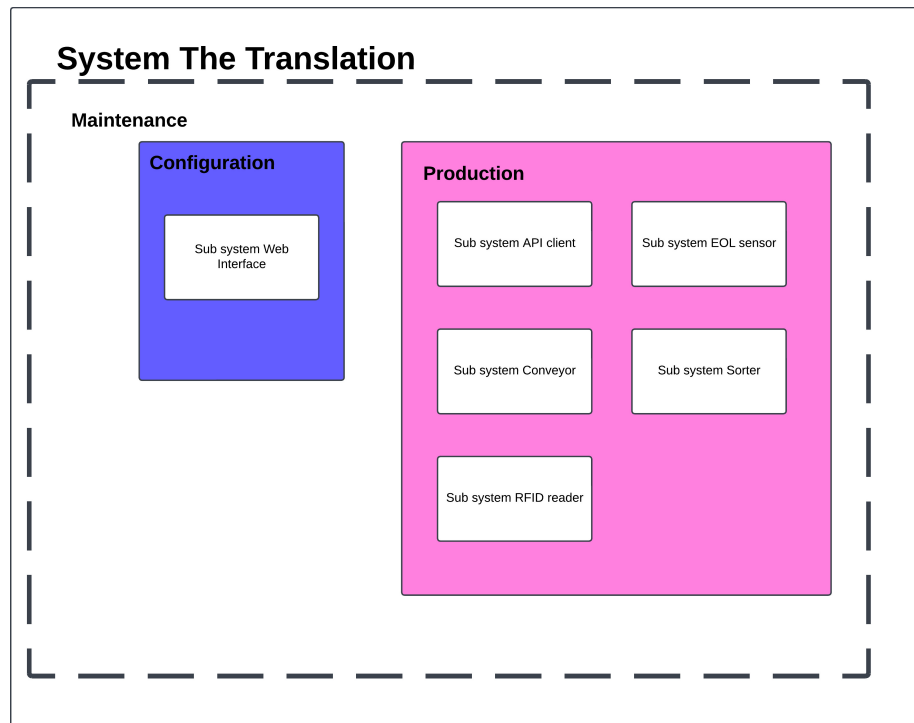 System The Translation
Maintenance
Configuration
Sub system Web
Interface
Production
Sub system API client
Sub system EOL sensor
Sub system Conveyor
Sub system Sorter
Sub system RFID reader